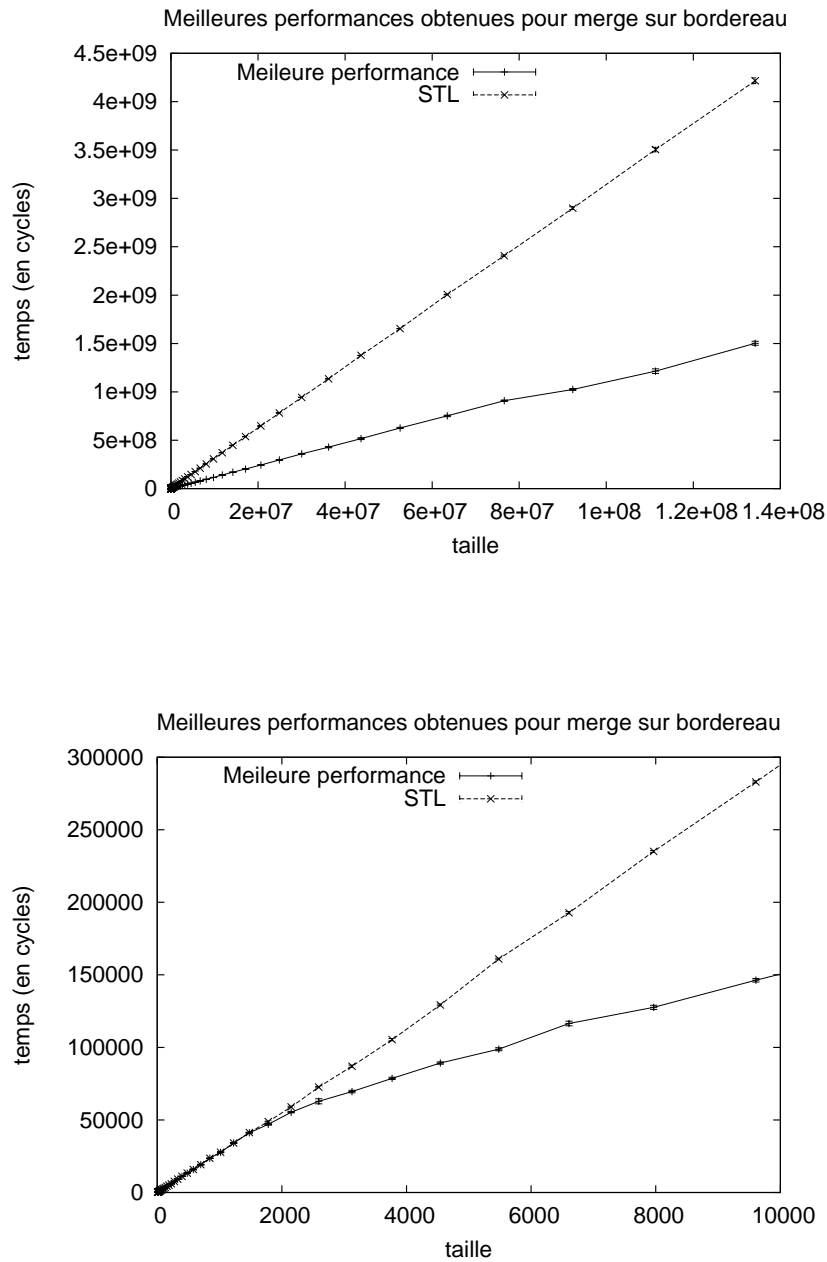 Meilleures performances obtenues pour merge sur bordereau
4.5e+09
Meileure performance
STL
4e+09
3.5e+09
3e+09
2.5e+09
2e+09
1.5e+09
1e+09
5e+08
0
temps (en cycles)
0 2e+07 4e+07 6e+07 8e+07 1e+08 1.2e+08 1.4e+08
taille
Meilleures performances obtenues pour merge sur bordereau
300000
Meileure performance
STL
250000
200000
150000
100000
50000
0
temps (en cycles)
0 2000 4000 6000 8000 10000
taille